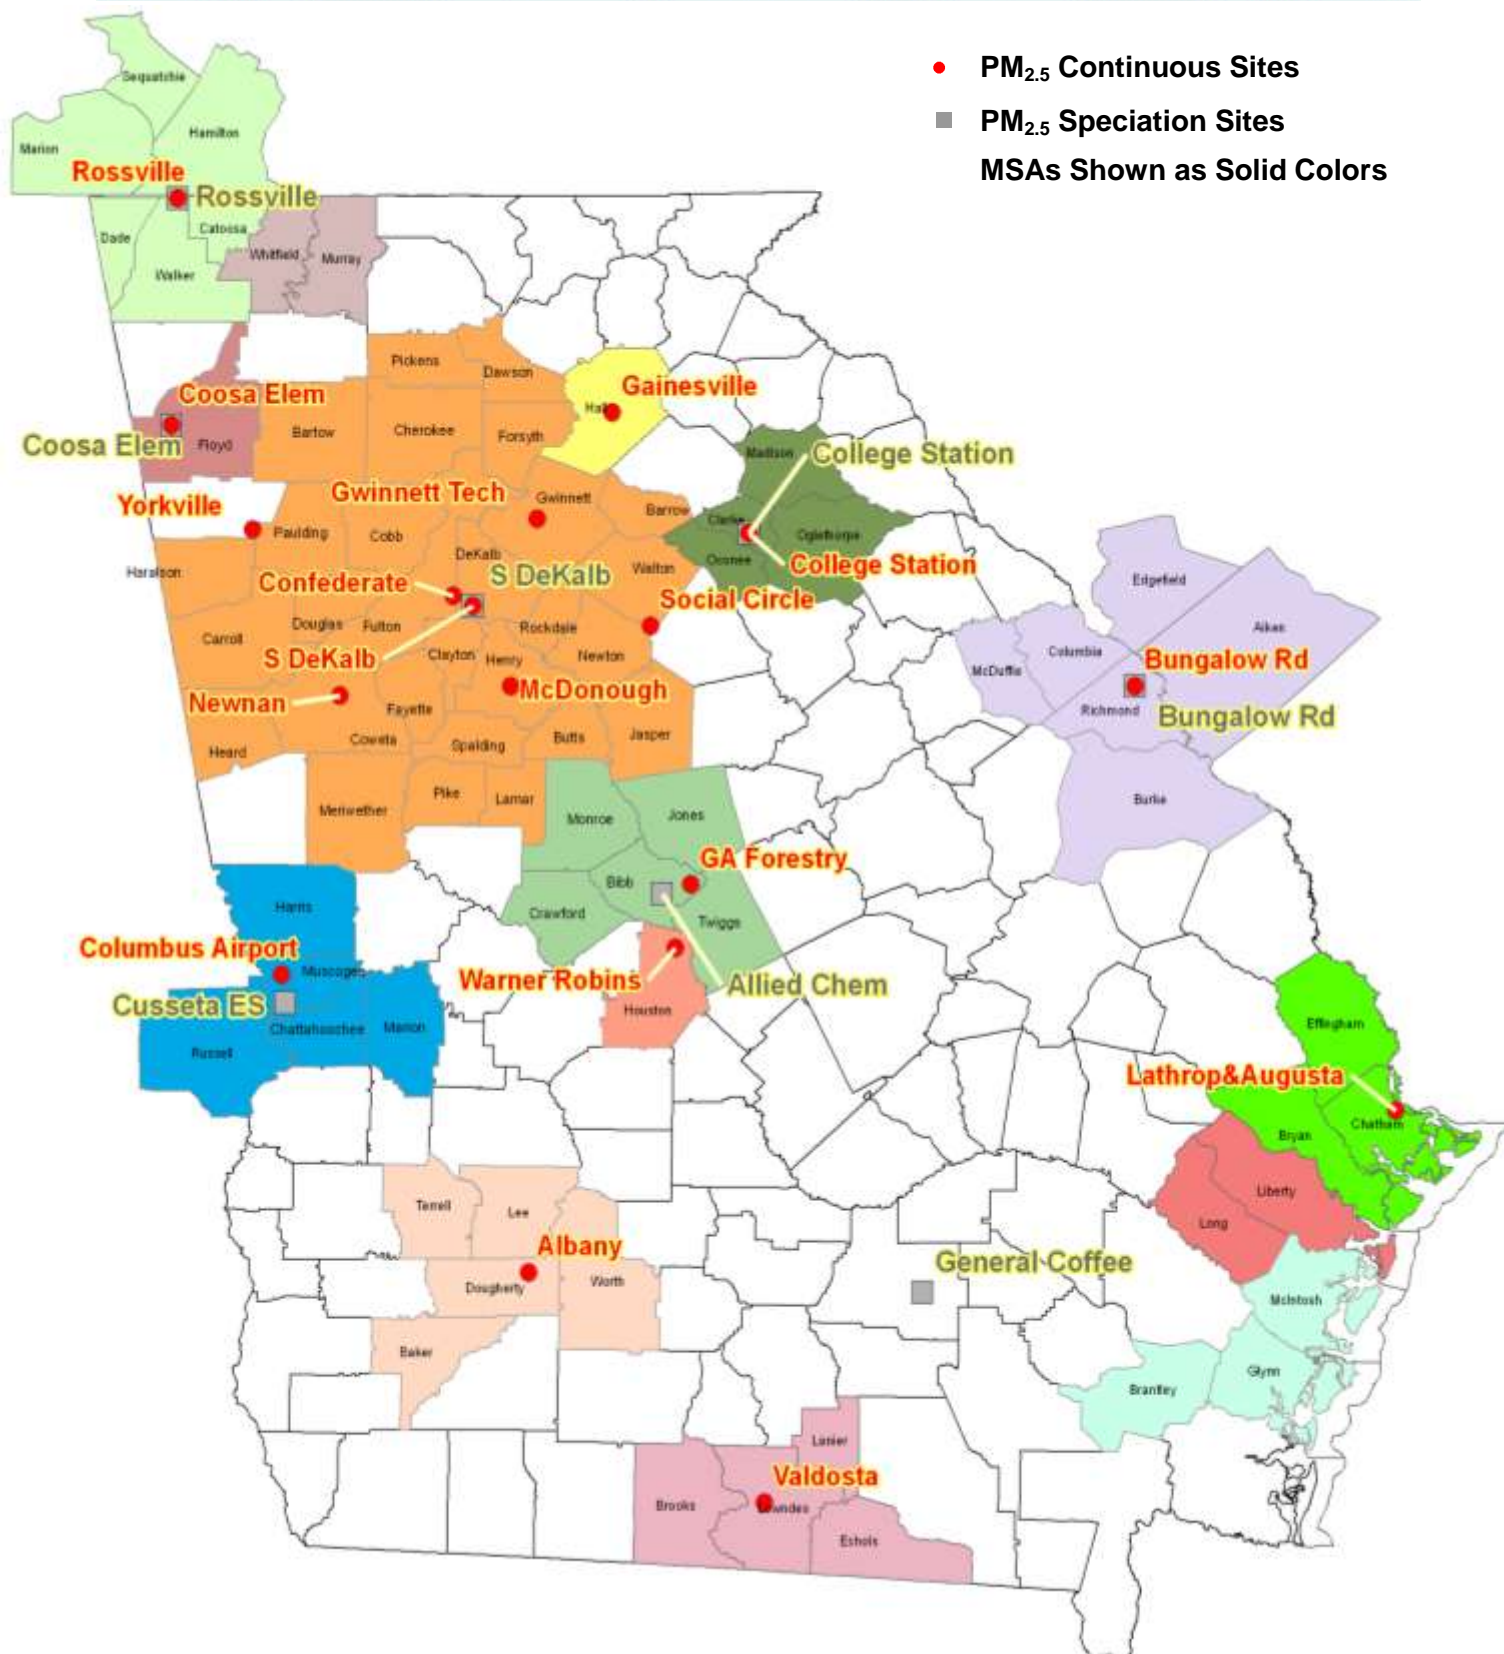 PM2.5 Continuous Sites
PM2.5 Speciation Sites
MSAs Shown as Solid Colors
Sequatchie
Hamilton
Marion
Rossville
Rossville
Catoosa
Dade
Whitfield
Murray
Walker
Pickens
Dawson
Coosa Elem
Gainesville
Hall
Coosa Elem
Floyd
Bartow
Cherokee
Forsyth
Madison
College Station
Gwinnett Tech
Gwinnett
Yorkville
Barrow
Clarke
Paulding
Cobb
Oglethorpe
DeKalb
Oconee
College Station
Haralson
Confederate
S DeKalb
Walton
Edgefield
Social Circle
Carroll
Douglas
Fulton
Rockdale
Aiken
S DeKalb
Clayton
Henry
Newton
McDuffie
Columbia
Bungalow Rd
Newnan
McDonough
Fayette
Richmond
Bungalow Rd
Heard
Coweta
Spalding
Butts
Jasper
Meriwether
Pike
Lamar
Monroe
Jones
Burke
GA Forestry
Bibb
Harris
Crawford
Twiggs
Columbus Airport
Muscogee
Warner Robins
Allied Chem
Cusseta ES
Chattahoochee
Marion
Houston
Russell
Effingham
Lathrop&Augusta
Chatham
Bryan
Terrell
Lee
Liberty
Long
Albany
General Coffee
Dougherty
Worth
McIntosh
Baker
Glynn
Brantley
Lanier
Valdosta
Brooks
Lowndes
Echols